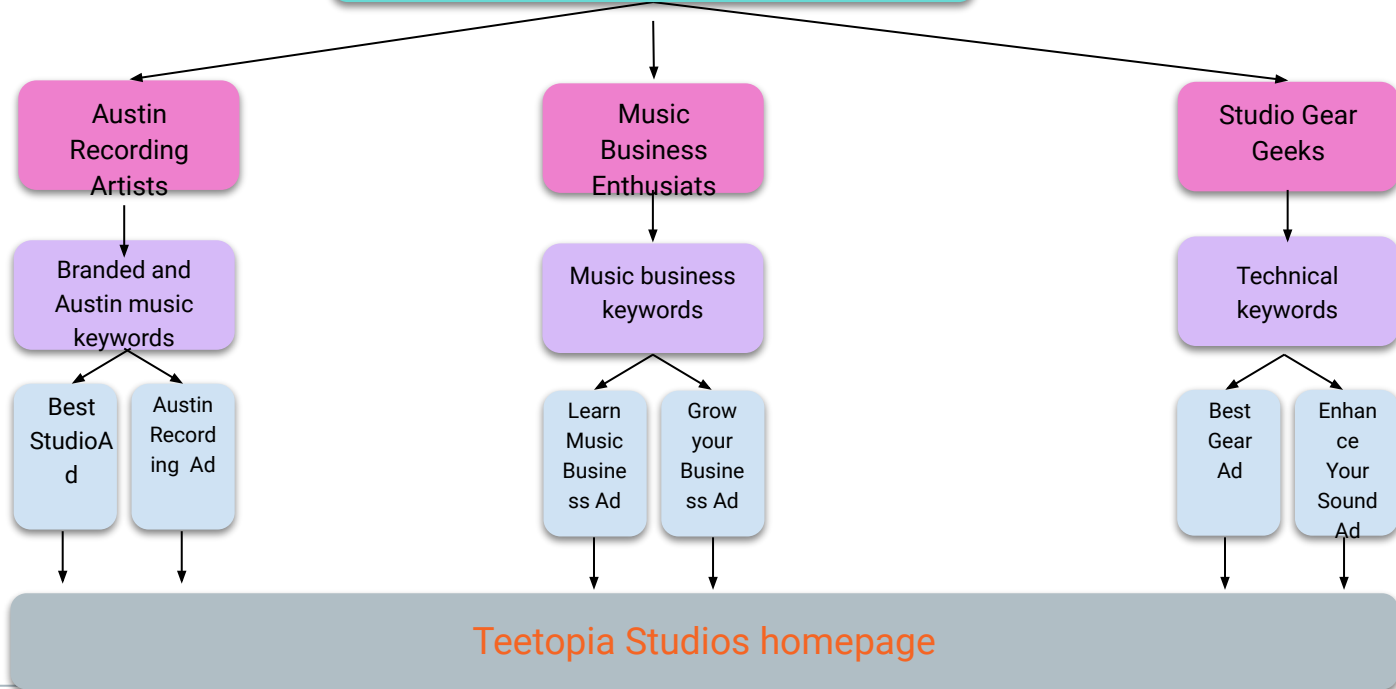 Austin
Recording
Artists
Music
Business
Enthusiats
Studio Gear
Geeks
Branded and
Austin music
keywords
Music business
keywords
Technical
keywords
Best
StudioA
d
Austin
Record
ing Ad
Learn
Music
Busine
ss Ad
Grow
your
Busine
ss Ad
Best
Gear
Ad
Enhan
ce
Your
Sound
Ad
Teetopia Studios homepage